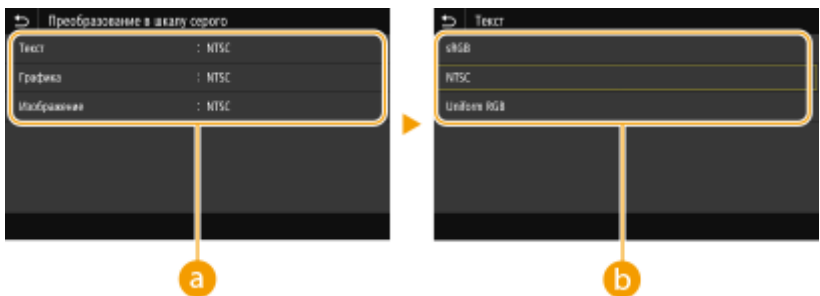 Преобразование в шкалу серого
Текст : NTSC
Графика : NTSC
Изображение : NTSC
a
Текст
sRGB
NTSC
Uniform RGB
b